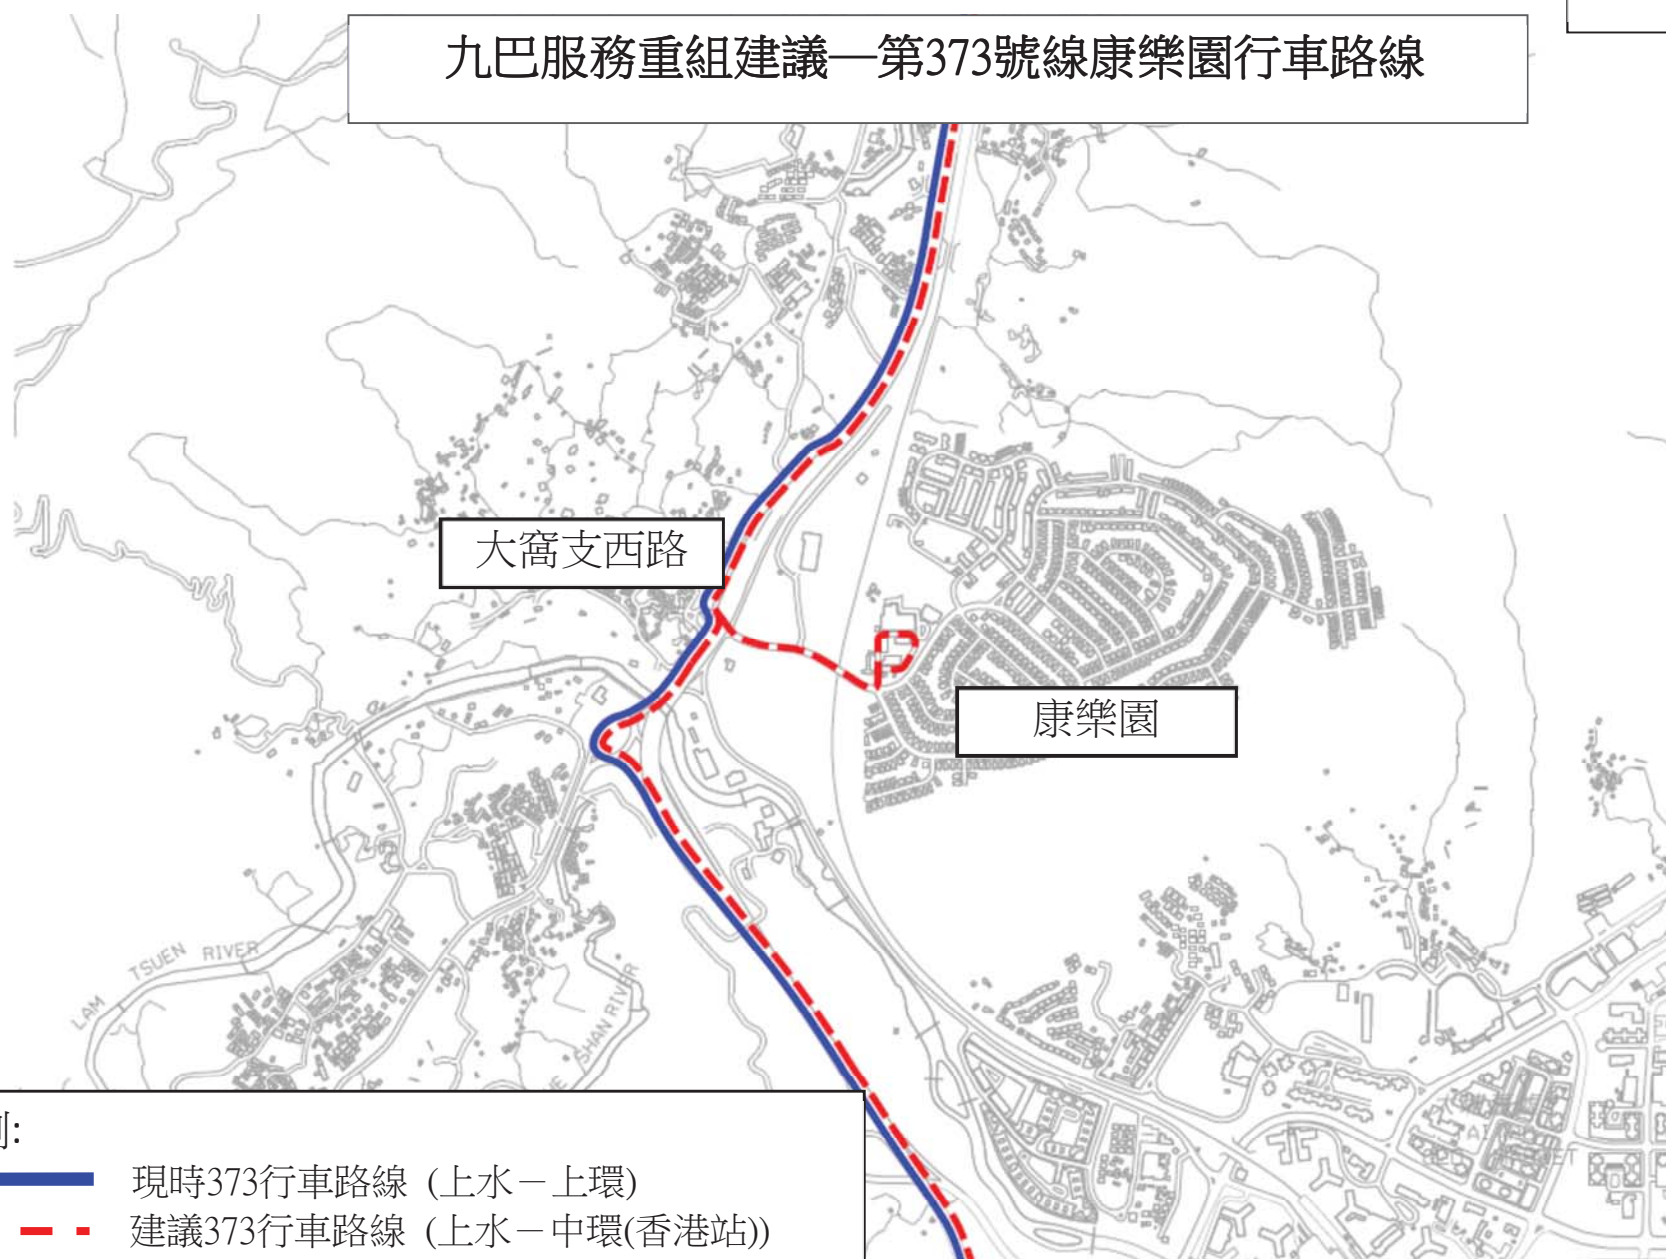 九巴服務重組建議—第373號線康樂園行車路線
大窩支西路
康樂園
TSUEN RIVER
LAM
SHAN RIVER
:
現時373行車路線 (上水－上環)
建議373行車路線 (上水－中環(香港站))